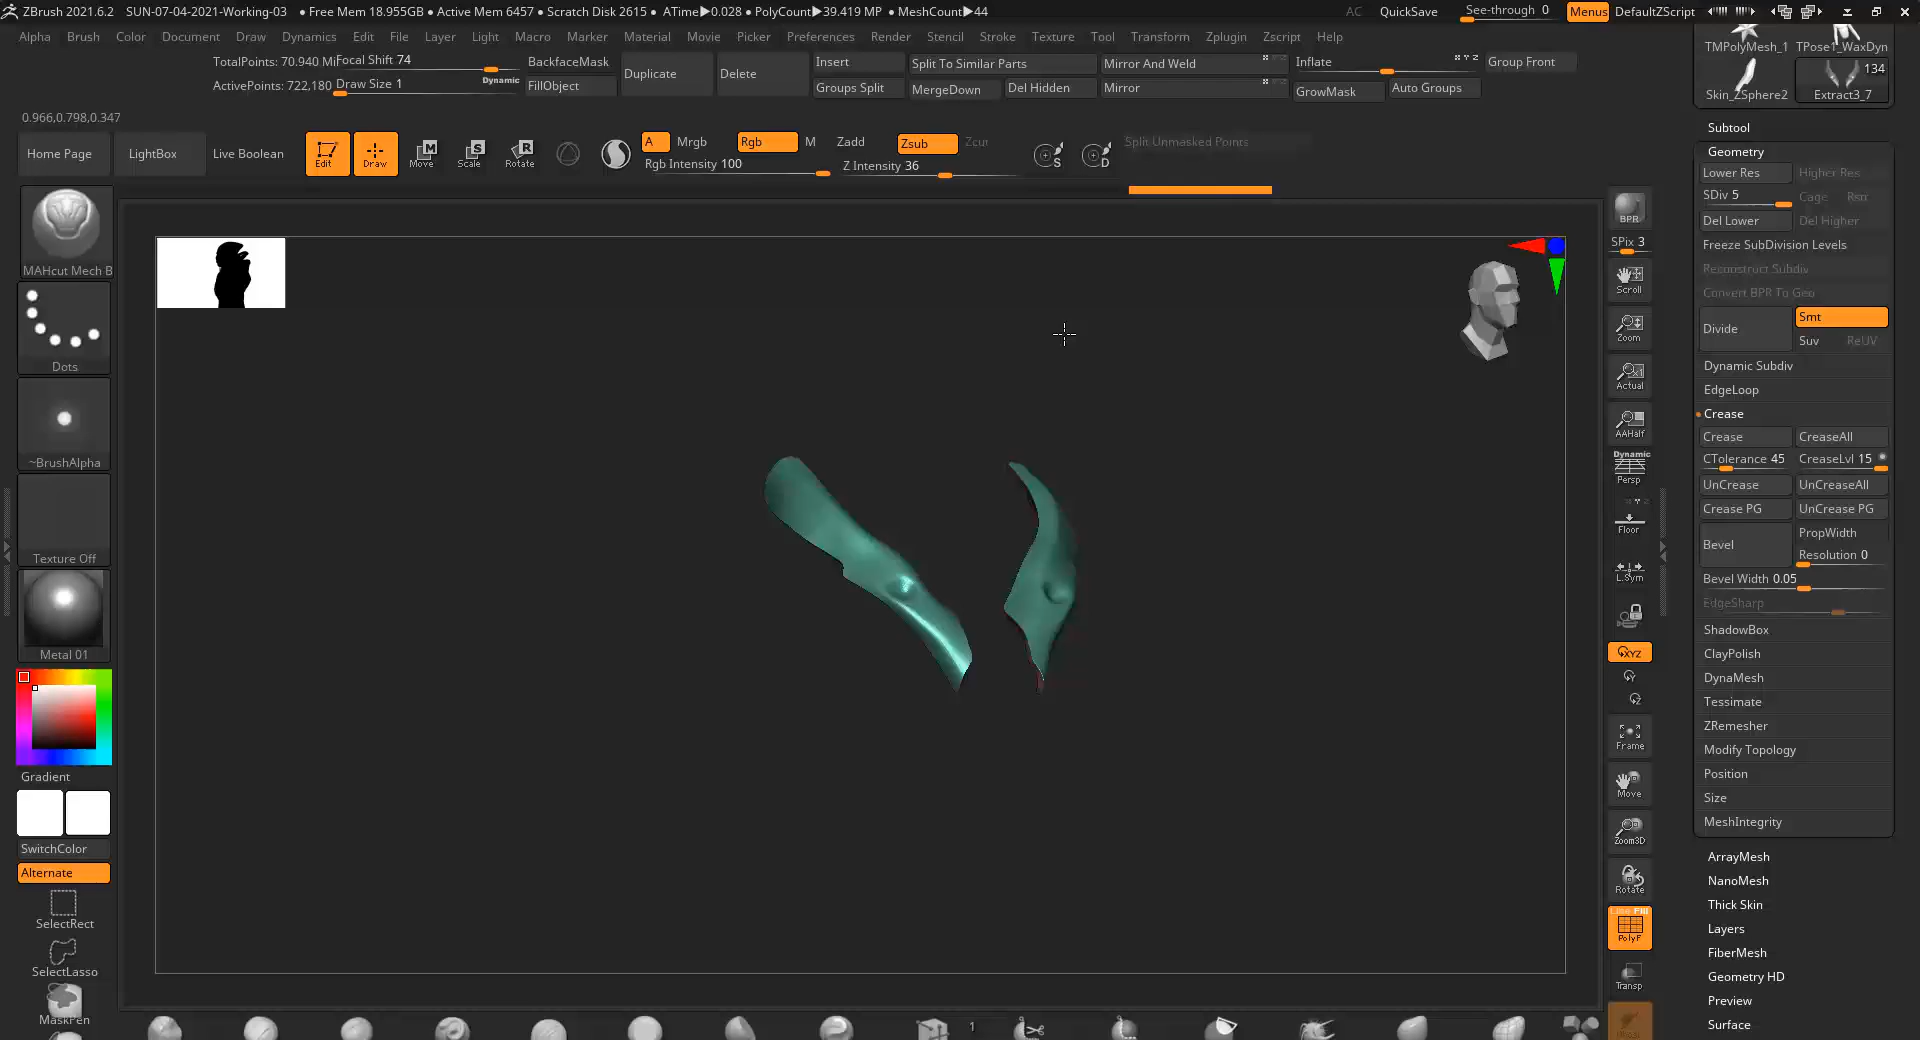 ZBrush 2021.6.2 SUN-07-04-2021-Working-03 • Free Mem 18.955GB • Active Mem 6457 • Scratch Disk 2615 • ATime▶0.028 • PolyCount▶39.419 MP • MeshCount▶44 AC QuickSave See-through 0 Menus DefaultZScript
Alpha Brush Color Document Draw Dynamics Edit File Layer Light Macro Marker Material Movie Picker Preferences Render Stencil Stroke Texture Tool Transform Zplugin Zscript Help
TotalPoints: 70.940 Mi Focal Shift 74 BackfaceMask Duplicate Delete Insert Split To Similar Parts Mirror And Weld Inflate Group Front
ActivePoints: 722,180 Draw Size 1 Dynamic FillObject Groups Split MergeDown Del Hidden Mirror GrowMask Auto Groups
0.966,0.798,0.347
Home Page LightBox Live Boolean Edit Draw Move Scale Rotate A Mrgb Rgb M Zadd Zsub Zcut Split Unmasked Points
Rgb Intensity 100 Z Intensity 36
M S R S D
MAHcut Mech B
Dots
~BrushAlpha
Texture Off
Metal 01
Gradient
SwitchColor
Alternate
SelectRect
SelectLasso
MaskPen
1
BPR
SPix 3
Scroll
Zoom
Actual
AAHalf
Dynamic
Persp
Floor
L.Sym
XYZ
Y
Z
Frame
Move
Zoom3D
Rotate
Line Fill
PolyF
Transp
TMPolyMesh_1 TPose1_WaxDyn
134
Skin_ZSphere2 Extract3_7
Subtool
Geometry
Lower Res Higher Res
SDiv 5 Cage Rstr
Del Lower Del Higher
Freeze SubDivision Levels
Reconstruct Subdiv
Convert BPR To Geo
Divide Smt
Suv ReUV
Dynamic Subdiv
EdgeLoop
Crease
Crease CreaseAll
CTolerance 45 CreaseLvl 15
UnCrease UnCreaseAll
Crease PG UnCrease PG
Bevel PropWidth
Resolution 0
Bevel Width 0.05
EdgeSharp
ShadowBox
ClayPolish
DynaMesh
Tessimate
ZRemesher
Modify Topology
Position
Size
MeshIntegrity
ArrayMesh
NanoMesh
Thick Skin
Layers
FiberMesh
Geometry HD
Preview
Surface